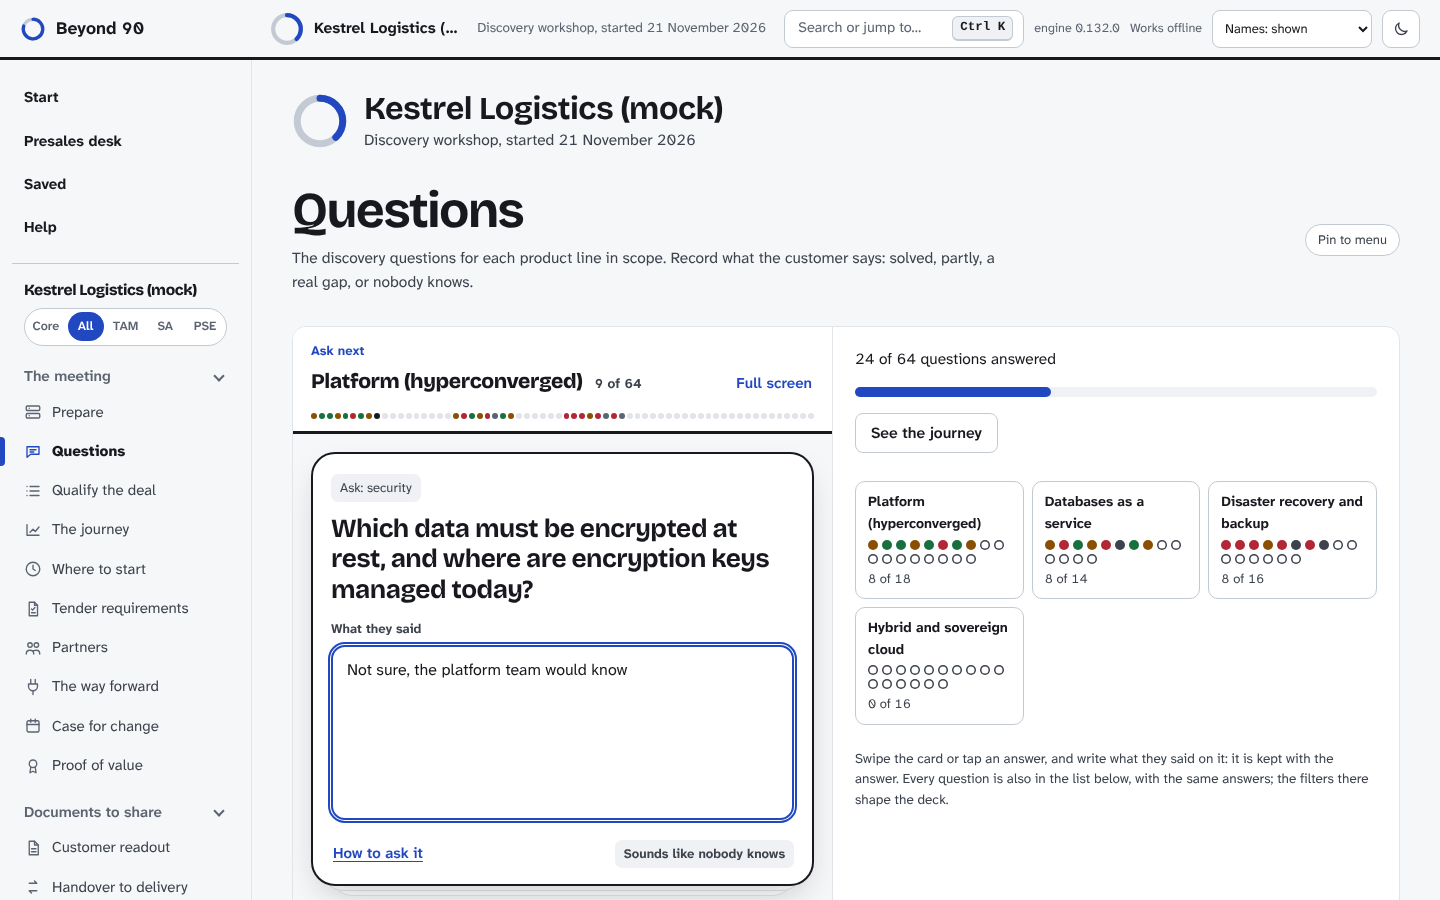 Beyond 90
Kestrel Logistics (...
Discovery workshop, started 21 November 2026
Search or jump to...
Ctrl K
engine 0.132.0
Works offline
Names: shown
Start
Presales desk
Saved
Help
Kestrel Logistics (mock)
Core
All
TAM
SA
PSE
The meeting
Prepare
Questions
Qualify the deal
The journey
Where to start
Tender requirements
Partners
The way forward
Case for change
Proof of value
Documents to share
Customer readout
Handover to delivery
Kestrel Logistics (mock)
Discovery workshop, started 21 November 2026
Questions
The discovery questions for each product line in scope. Record what the customer says: solved, partly, a
real gap, or nobody knows.
Pin to menu
Ask next
Platform (hyperconverged)
9 of 64
Full screen
Ask: security
Which data must be encrypted at
rest, and where are encryption keys
managed today?
What they said
Not sure, the platform team would know
How to ask it
Sounds like nobody knows
24 of 64 questions answered
See the journey
Platform
(hyperconverged)
8 of 18
Databases as a
service
8 of 14
Disaster recovery and
backup
8 of 16
Hybrid and sovereign
cloud
0 of 16
Swipe the card or tap an answer, and write what they said on it: it is kept with the
answer. Every question is also in the list below, with the same answers; the filters there
shape the deck.